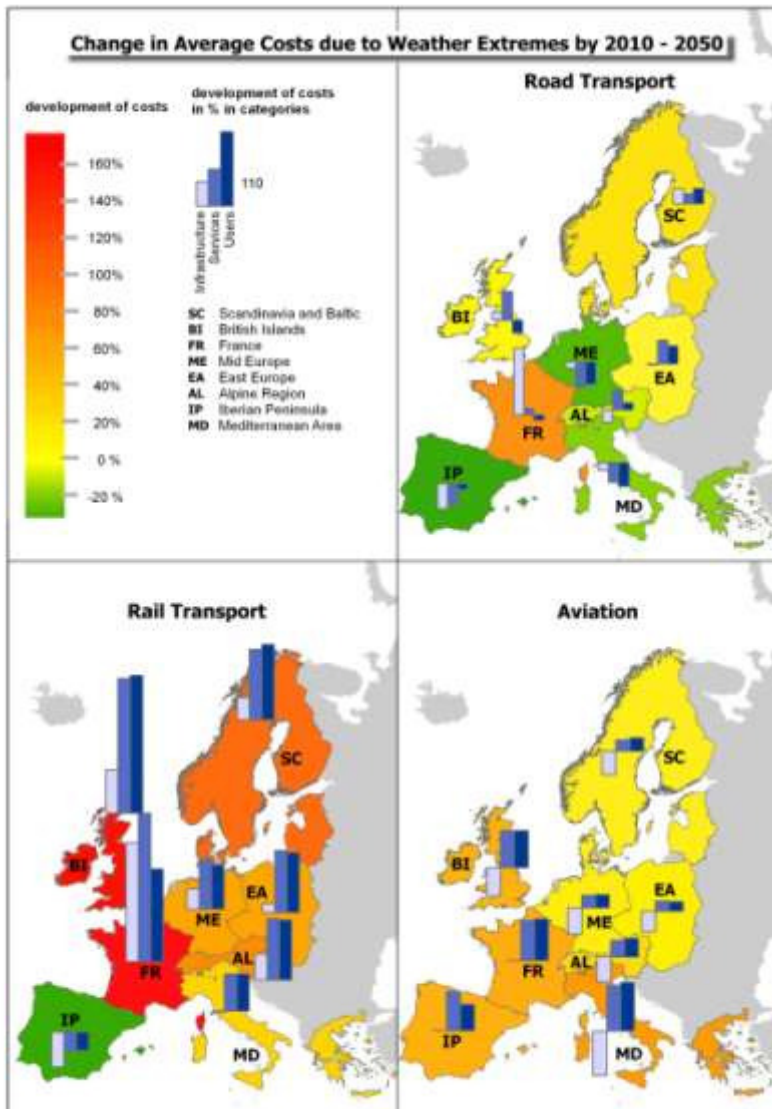 Change in Average Costs due to Weather Extremes by 2010 - 2050
development of costs
160%
140%
120%
100%
80%
60%
40%
20%
0 %
-20 %
development of costs
in % in categories
110
Infrastructure
Services
Users
SC Scandinavia and Baltic
BI British Islands
FR France
ME Mid Europe
EA East Europe
AL Alpine Region
IP Iberian Peninsula
MD Mediterranean Area
Road Transport
SC
BI
ME
EA
AL
FR
IP
MD
Rail Transport
SC
BI
EA
ME
AL
FR
IP
MD
Aviation
SC
BI
EA
ME
FR
AL
IP
MD